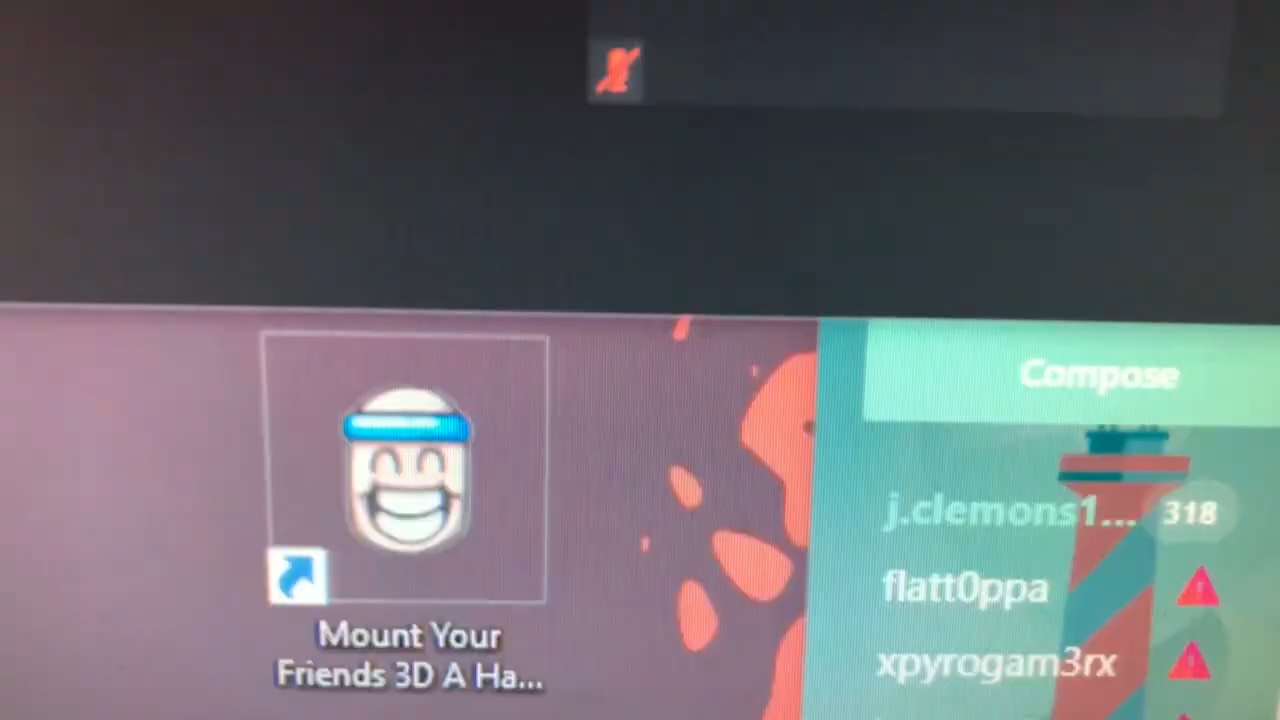 Compose
j.clemons1... 318
flatt0ppa
xpyrogam3rx
Mount Your
Friends 3D A Ha...